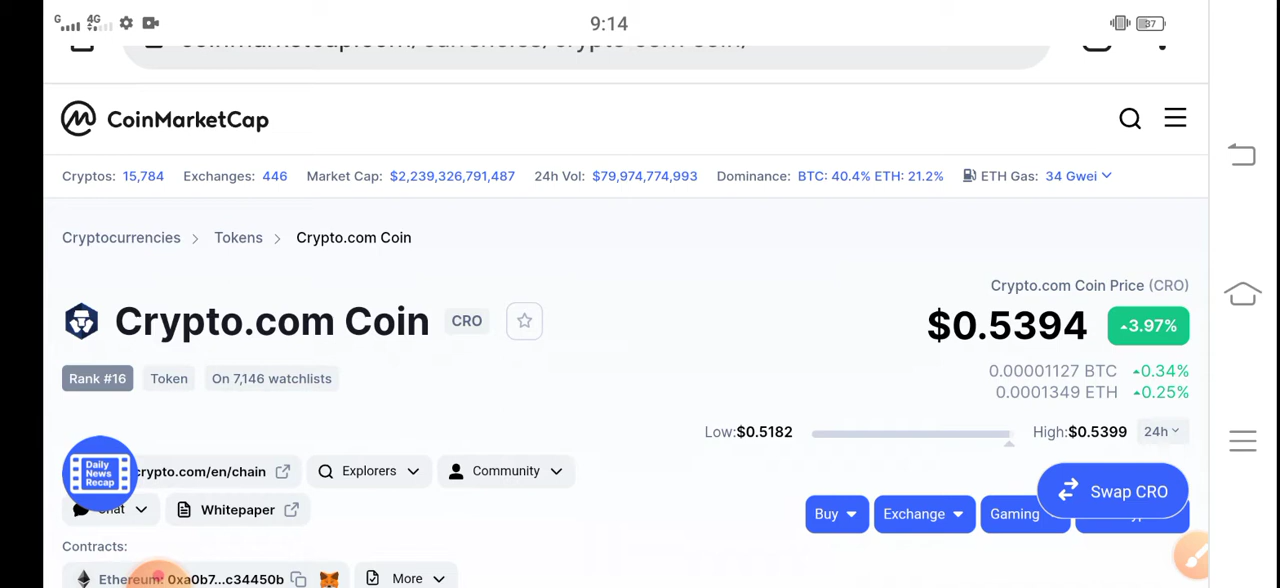 G 4G 9:14 37
CoinMarketCap
Cryptos: 15,784 Exchanges: 446 Market Cap: $2,239,326,791,487 24h Vol: $79,974,774,993 Dominance: BTC: 40.4% ETH: 21.2% ETH Gas: 34 Gwei
Cryptocurrencies > Tokens > Crypto.com Coin
Crypto.com Coin Price (CRO)
Crypto.com Coin CRO
$0.5394 3.97%
Rank #16 Token On 7,146 watchlists
0.00001127 BTC 0.34%
0.0001349 ETH 0.25%
Low:$0.5182 High:$0.5399 24h
Daily
News
Recap
crypto.com/en/chain Explorers Community
Swap CRO
Whitepaper
Buy Exchange Gaming
Contracts:
Ethereum: 0xa0b7...c34450b More